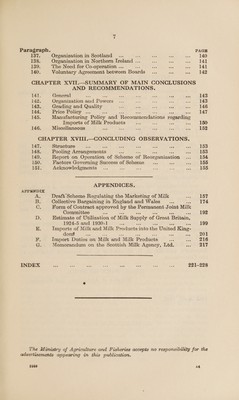 7
Paragraph. PAGE
137. Organization in Scotland ... 140
138. Organization in Northern Ireland ... 141
139. The Need for Co-operation ... 141
140. Voluntary Agreement between Boards ... 142
CHAPTER XVII.—SUMMARY OF MAIN CONCLUSIONS
AND RECOMMENDATIONS.
141. General ... 143
142. Organization and Powers ... 143
143. Grading and Quality ... 146
144. Price Policy ... 147
145. Manufacturing Policy and Recommendations regarding
Imports of Milk Products ... 150
146. Miscellaneous ... 152
CHAPTER XVIII.—CONCLUDING OBSERVATIONS.
147. Structure ... 153
148. Pooling Arrangements ... 153
149. Report on Operation of Scheme of Reorganisation ... 154
150. Factors Governing Success of Scheme ... 155
151. Acknowledgments ... 155
APPENDICES.
APPENDIX
A. Draft Scheme Regulating the Marketing of Milk ... 157
B. Collective Bargaining in England and Wales ... 174
C. Form of Contract approved by the Permanent Joint Milk
Committee ... 192
D. Estimate of Utilisation of Milk Supply of Great Britain,
1924-5 and 1930-1 ... 199
E. Imports of Milk and Milk Products into the United King-
dom ... 201
F. Import Duties on Milk and Milk Products ... 216
G. Memorandum on the Scottish Milk Agency, Ltd. ... 217
INDEX ... 221-228
The Ministry of Agriculture and Fisheries accepts no responsibility for the
advertisements appearing in this publication.